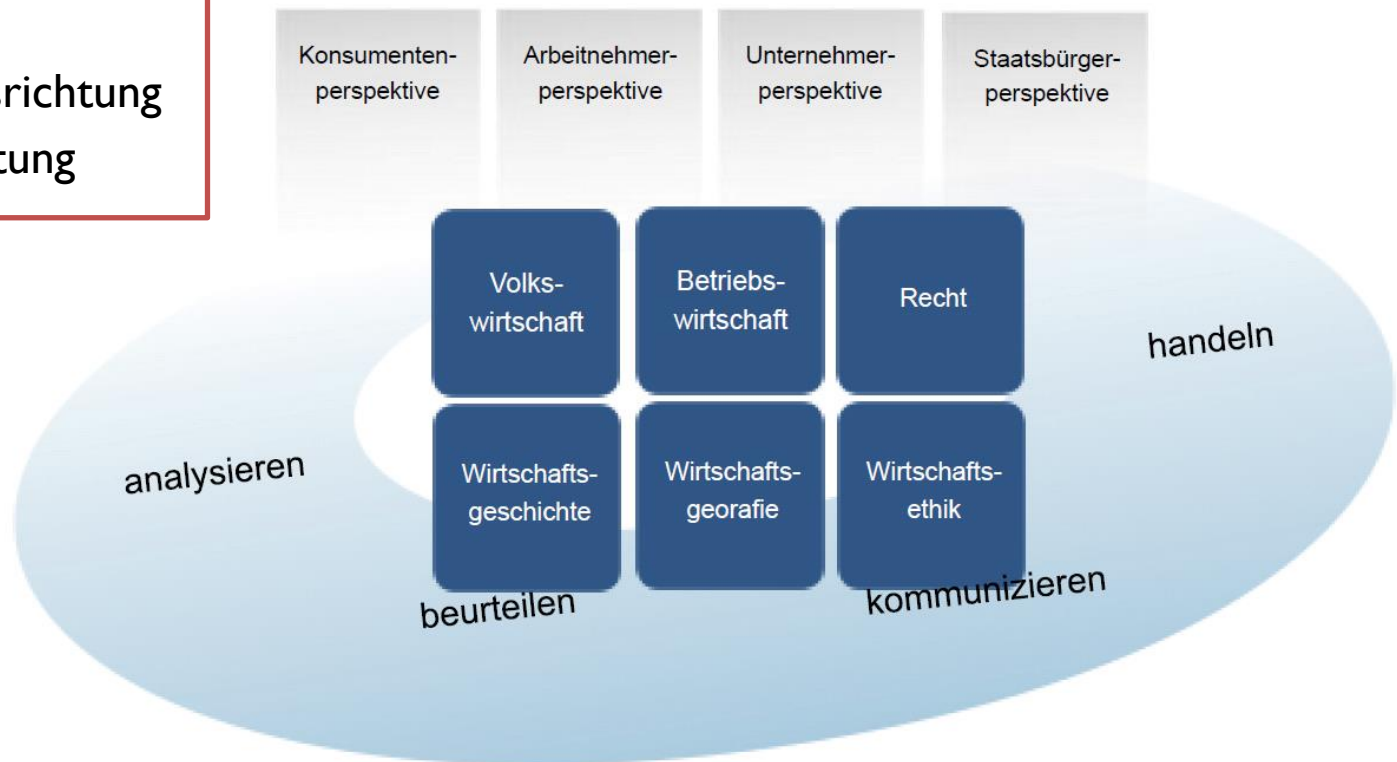 srichtung
tung
Konsumenten-
perspektive
Arbeitnehmer-
perspektive
Unternehmer-
perspektive
Staatsbürger-
perspektive
Volks-
wirtschaft
Betriebs-
wirtschaft
Recht
handeln
analysieren
Wirtschafts-
geschichte
Wirtschafts-
georafie
Wirtschafts-
ethik
beurteilen
kommunizieren